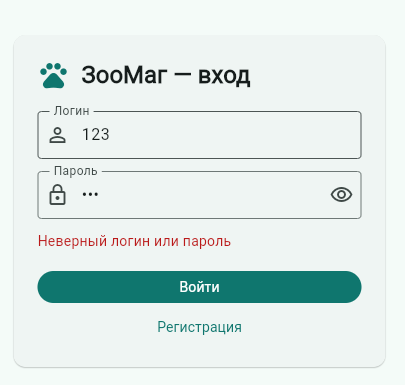 ЗооМаг — вход
Логин
123
Пароль
•••
Неверный логин или пароль
Войти
Регистрация